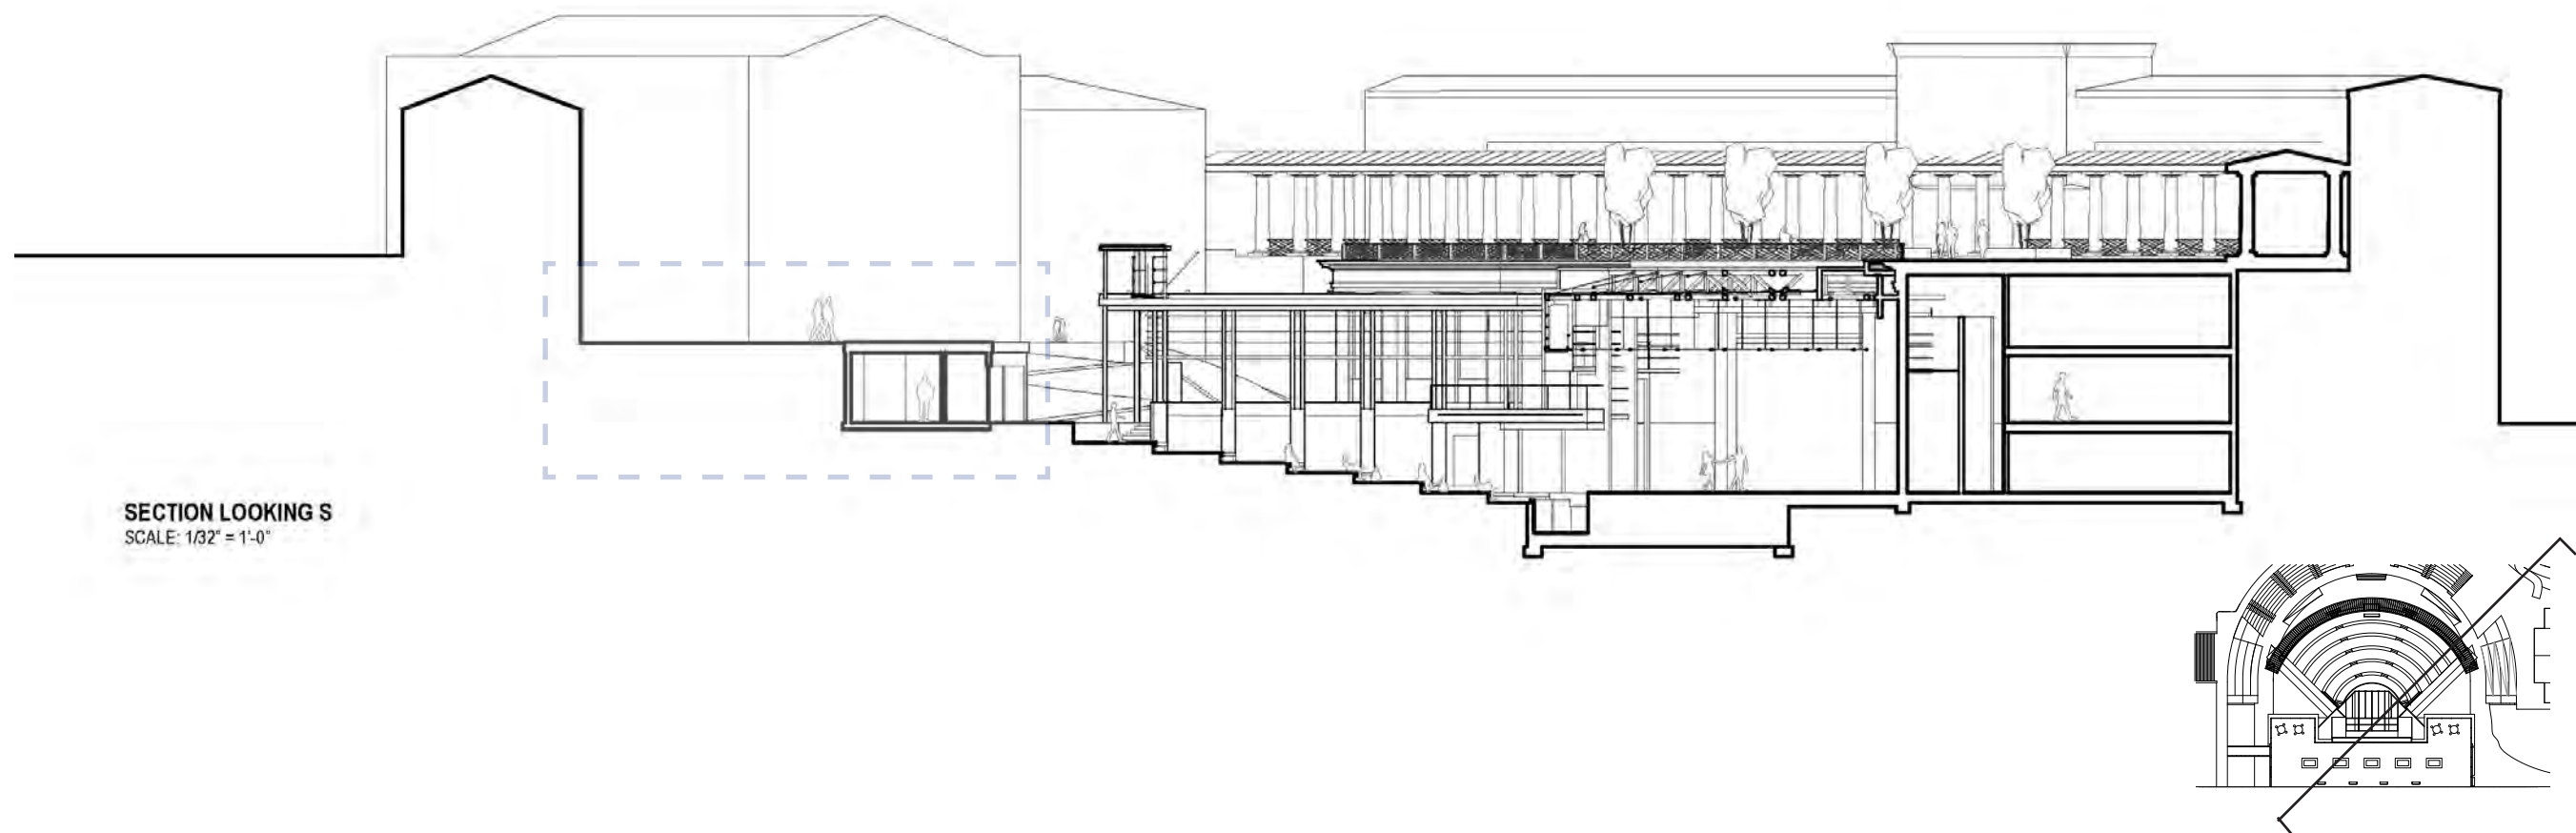 SECTION LOOKING S
SCALE: 1/32" = 1'-0"